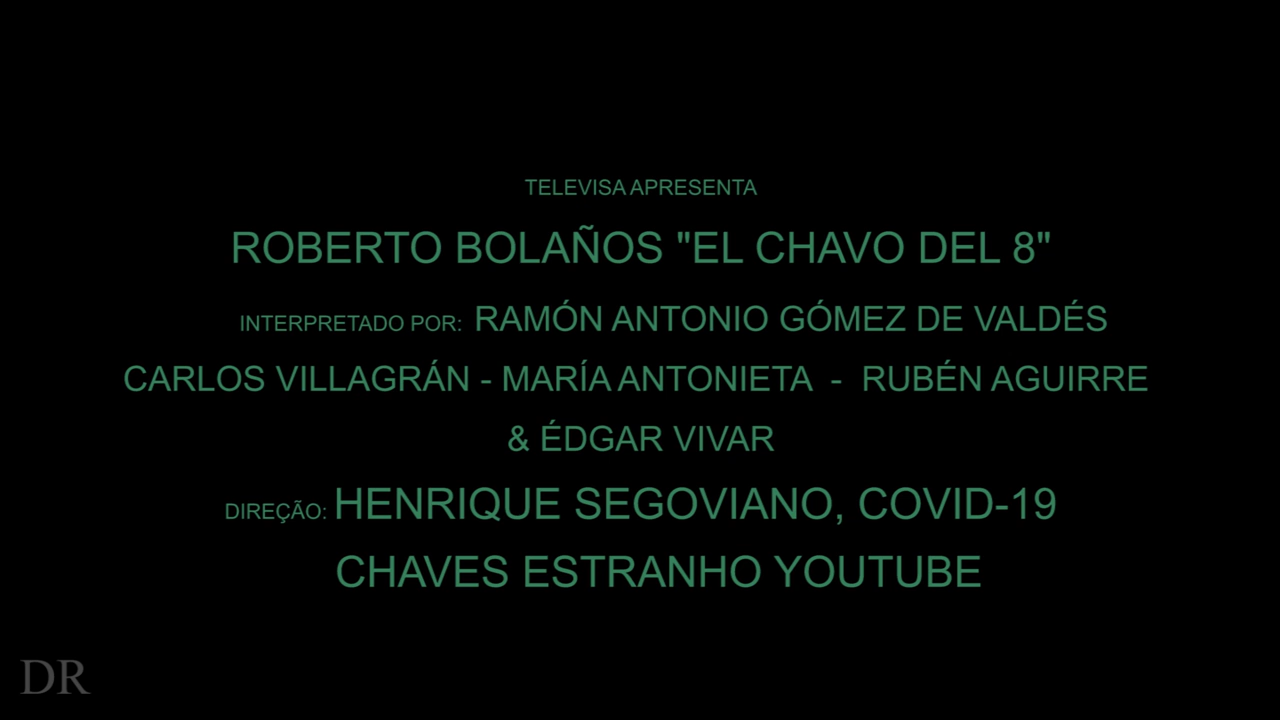 TELEVISA APRESENTA
ROBERTO BOLAÑOS "EL CHAVO DEL 8"
INTERPRETADO POR: RAMÓN ANTONIO GÓMEZ DE VALDÉS
CARLOS VILLAGRÁN - MARÍA ANTONIETA - RUBÉN AGUIRRE
& ÉDGAR VIVAR
DIREÇÃO: HENRIQUE SEGOVIANO, COVID-19
CHAVES ESTRANHO YOUTUBE
DR